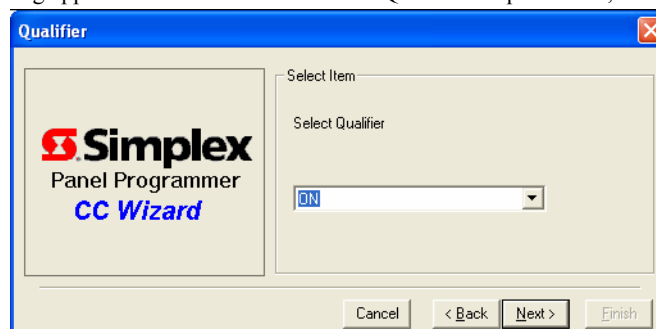 Qualifier
Select Item
Select Qualifier
Simplex
Panel Programmer
CC Wizard
ON
Cancel
< Back
Next >
Finish